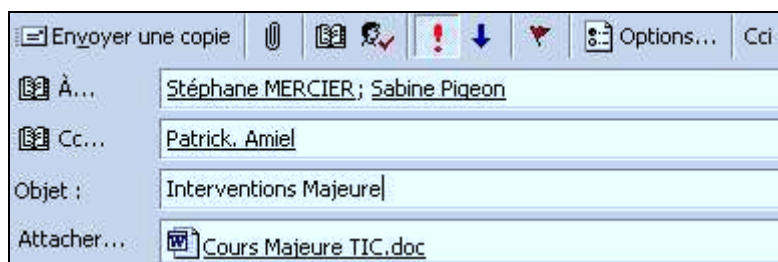 Envoyer une copie Options... Cci
À... Stéphane MERCIER; Sabine Pigeon
Cc... Patrick. Amiel
Objet : Interventions Majeure
Attacher... Cours Majeure TIC.doc